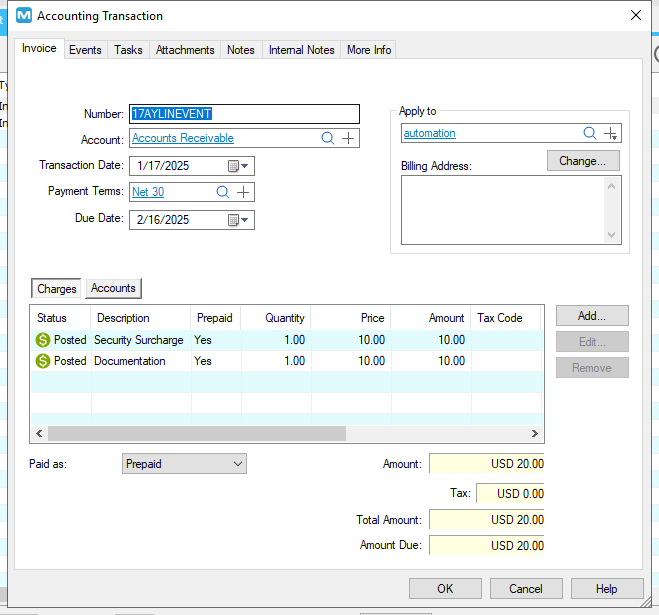 Accounting Transaction
Invoice Events Tasks Attachments Notes Internal Notes More Info
Number: 17AYLINEVENT
Account: Accounts Receivable
Transaction Date: 1/17/2025
Payment Terms: Net 30
Due Date: 2/16/2025
Apply to
automation
Billing Address: Change...
Charges Accounts
Status Description Prepaid Quantity Price Amount Tax Code
Posted Security Surcharge Yes 1.00 10.00 10.00
Posted Documentation Yes 1.00 10.00 10.00
Add...
Edit...
Remove
Paid as: Prepaid
Amount: USD 20.00
Tax: USD 0.00
Total Amount: USD 20.00
Amount Due: USD 20.00
OK Cancel Help